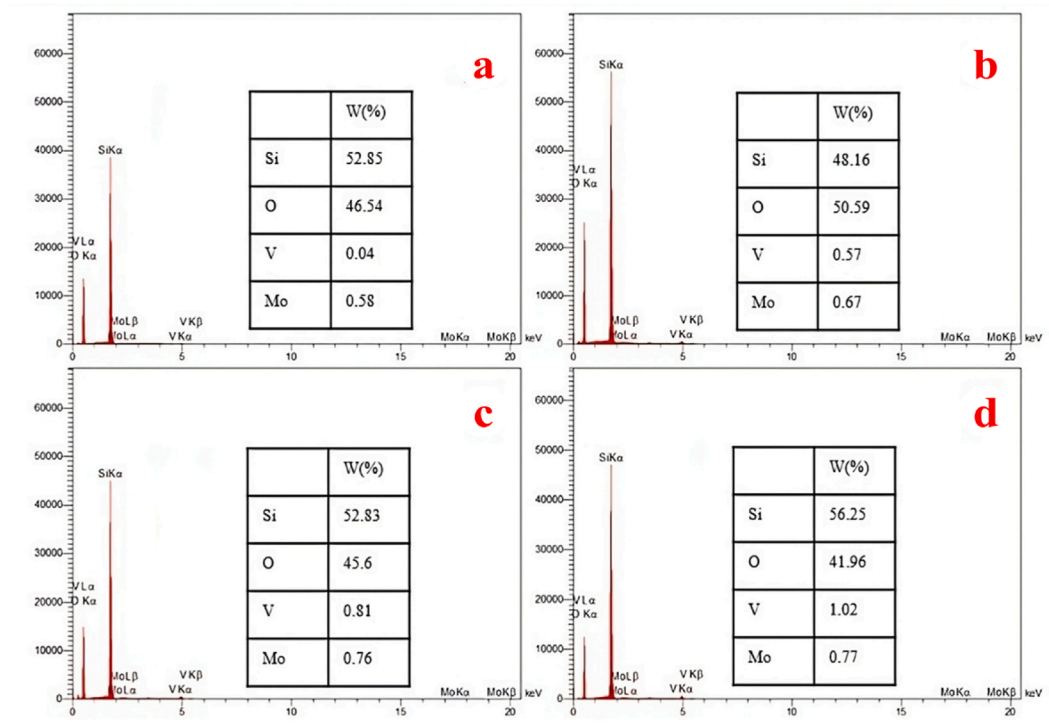 a
60000
50000
40000
30000
20000
10000
0
SiKα
VLα
O Kα
MoLβ
MoLα
VKβ
VKα
MoKα
MoKβ
0
5
10
15
20
keV
W(%)
Si 52.85
O 46.54
V 0.04
Mo 0.58
b
60000
50000
40000
30000
20000
10000
0
SiKα
VLα
O Kα
MoLβ
MoLα
VKβ
VKα
MoKα
MoKβ
0
5
10
15
20
keV
W(%)
Si 48.16
O 50.59
V 0.57
Mo 0.67
c
60000
50000
40000
30000
20000
10000
0
SiKα
VLα
O Kα
MoLβ
MoLα
VKβ
VKα
MoKα
MoKβ
0
5
10
15
20
keV
W(%)
Si 52.83
O 45.6
V 0.81
Mo 0.76
d
60000
50000
40000
30000
20000
10000
0
SiKα
VLα
O Kα
MoLβ
MoLα
VKβ
VKα
MoKα
MoKβ
0
5
10
15
20
keV
W(%)
Si 56.25
O 41.96
V 1.02
Mo 0.77